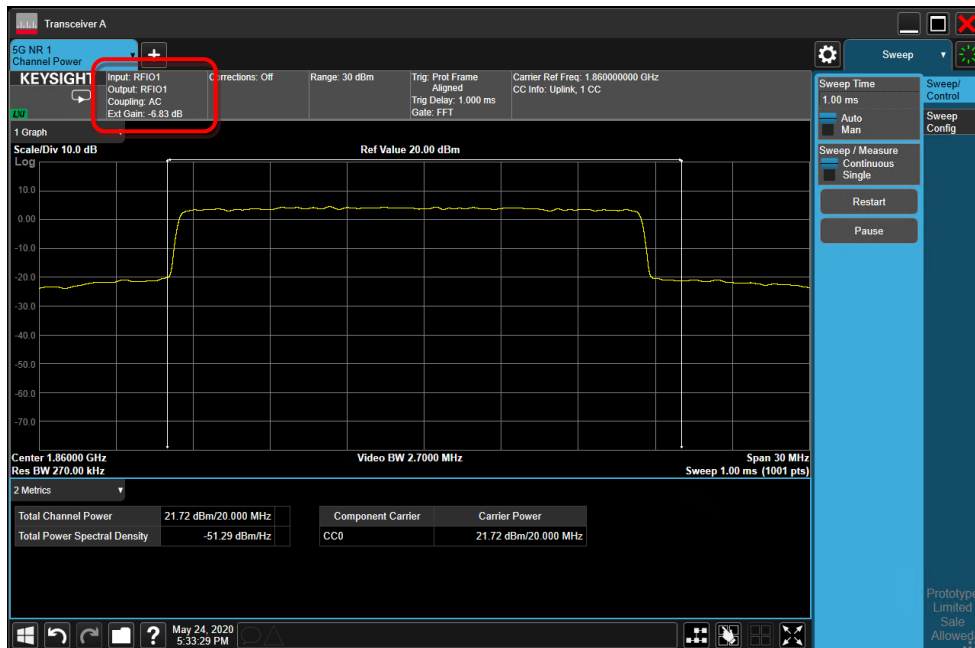 Transceiver A
5G NR 1
Channel Power
+
Sweep
KEYSIGHT
LXI
Input: RFIO1
Output: RFIO1
Coupling: AC
Ext Gain: -6.83 dB
Corrections: Off
Range: 30 dBm
Trig: Prot Frame
Aligned
Trig Delay: 1.000 ms
Gate: FFT
Carrier Ref Freq: 1.860000000 GHz
CC Info: Uplink, 1 CC
1 Graph
Scale/Div 10.0 dB
Ref Value 20.00 dBm
Log
10.0
0.00
-10.0
-20.0
-30.0
-40.0
-50.0
-60.0
-70.0
Center 1.86000 GHz
Video BW 2.7000 MHz
Span 30 MHz
Res BW 270.00 kHz
Sweep 1.00 ms (1001 pts)
2 Metrics
Total Channel Power
21.72 dBm/20.000 MHz
Total Power Spectral Density
-51.29 dBm/Hz
Component Carrier
Carrier Power
CC0
21.72 dBm/20.000 MHz
Sweep Time
1.00 ms
Auto
Man
Sweep / Measure
Continuous
Single
Restart
Pause
Sweep/
Control
Sweep
Config
Prototype
Limited
Sale
Allowed
?
May 24, 2020
5:33:29 PM